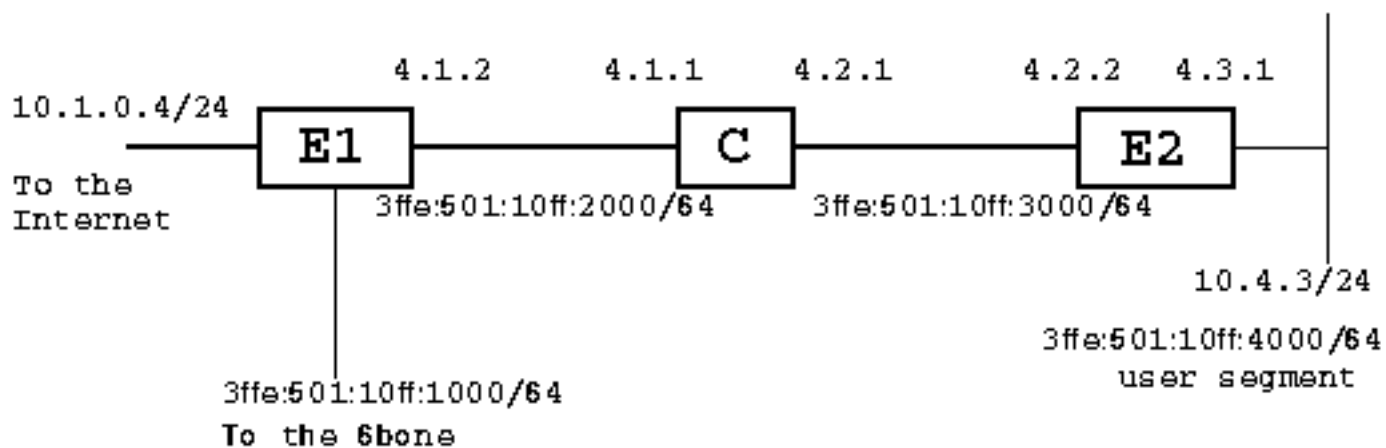 4.1.2 4.1.1 4.2.1 4.2.2 4.3.1
10.1.0.4/24
E1 C E2
To the
Internet
3ffe:501:10ff:2000/64 3ffe:501:10ff:3000/64
10.4.3/24
3ffe:501:10ff:4000/64
user segment
3ffe:501:10ff:1000/64
To the 6bone